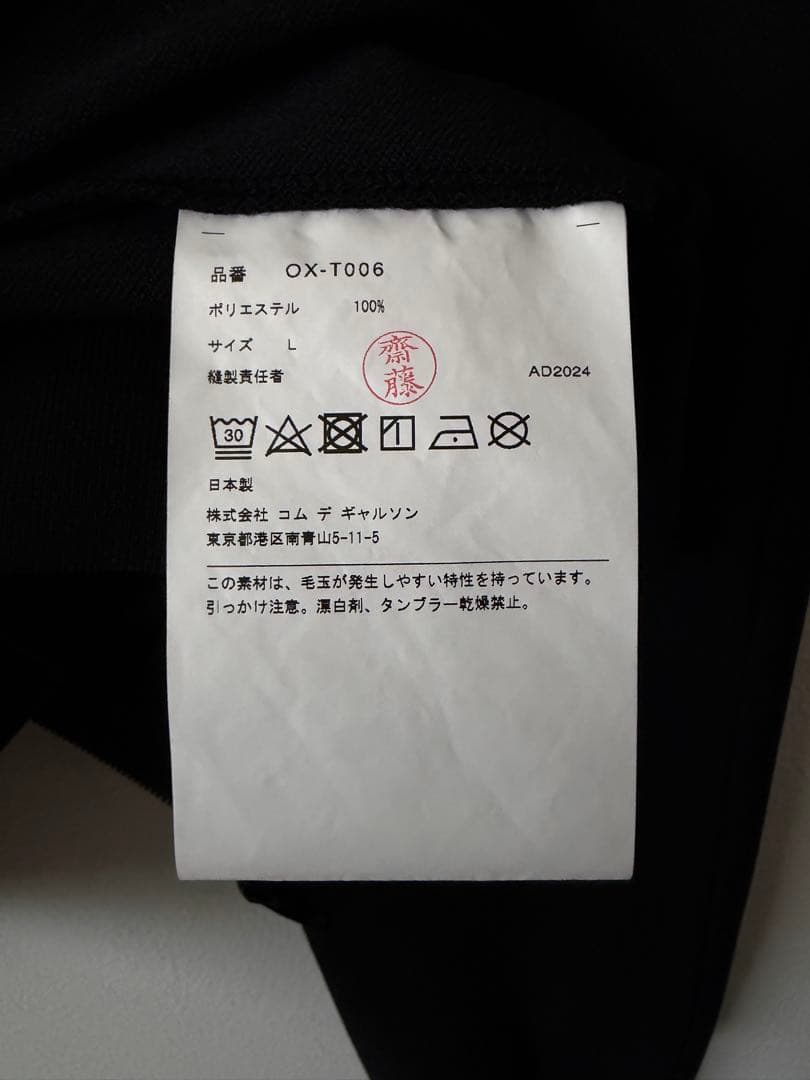 品番 OX-T006
ポリエステル 100%
サイズ L
齋藤
縫製責任者 AD2024
30
日本製
株式会社 コム デ ギャルソン
東京都港区南青山5-11-5
この素材は、毛玉が発生しやすい特性を持っています。
引っかけ注意。漂白剤、タンブラー乾燥禁止。